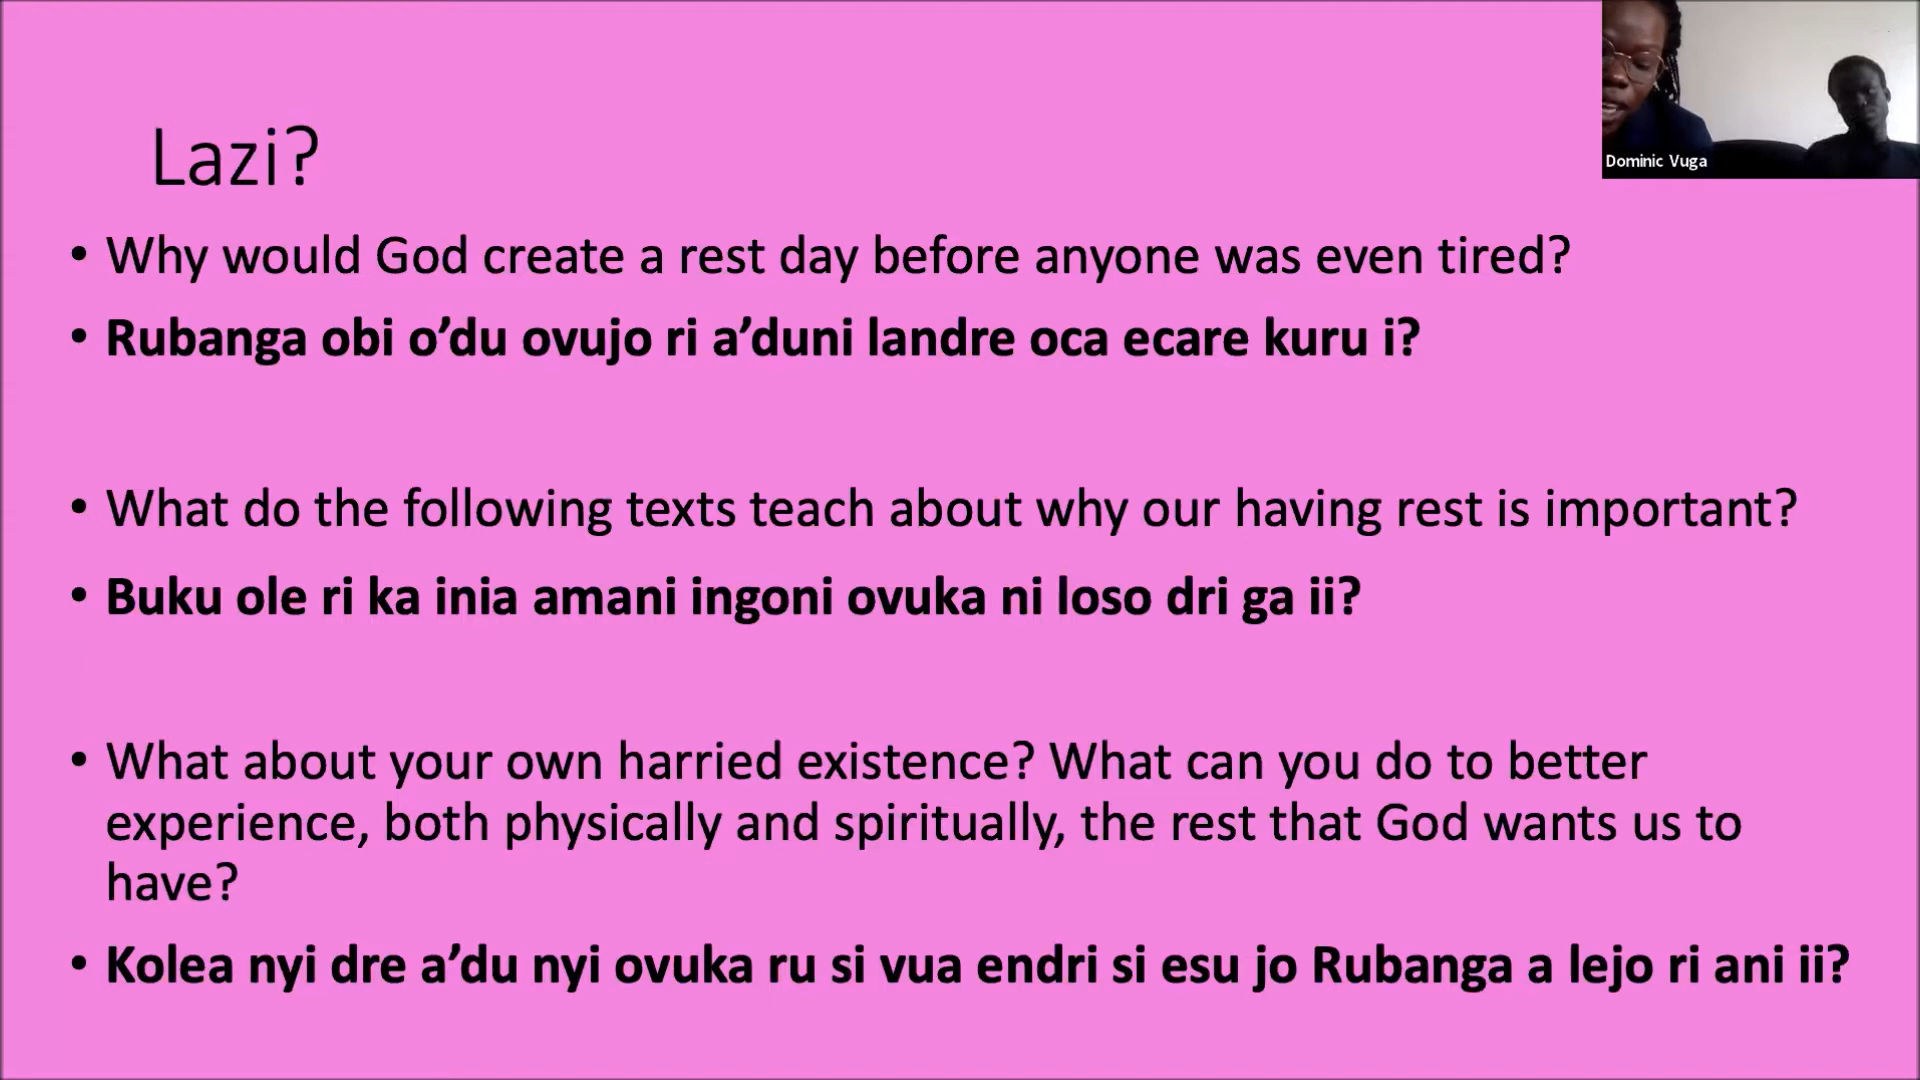 Lazi?
Dominic Vuga
• Why would God create a rest day before anyone was even tired?
• Rubanga obi o’du ovujo ri a’duni landre oca ecare kuru i?
• What do the following texts teach about why our having rest is important?
• Buku ole ri ka inia amani ingoni ovuka ni loso dri ga ii?
• What about your own harried existence? What can you do to better
experience, both physically and spiritually, the rest that God wants us to
have?
• Kolea nyi dre a’du nyi ovuka ru si vua endri si esu jo Rubanga a lejo ri ani ii?